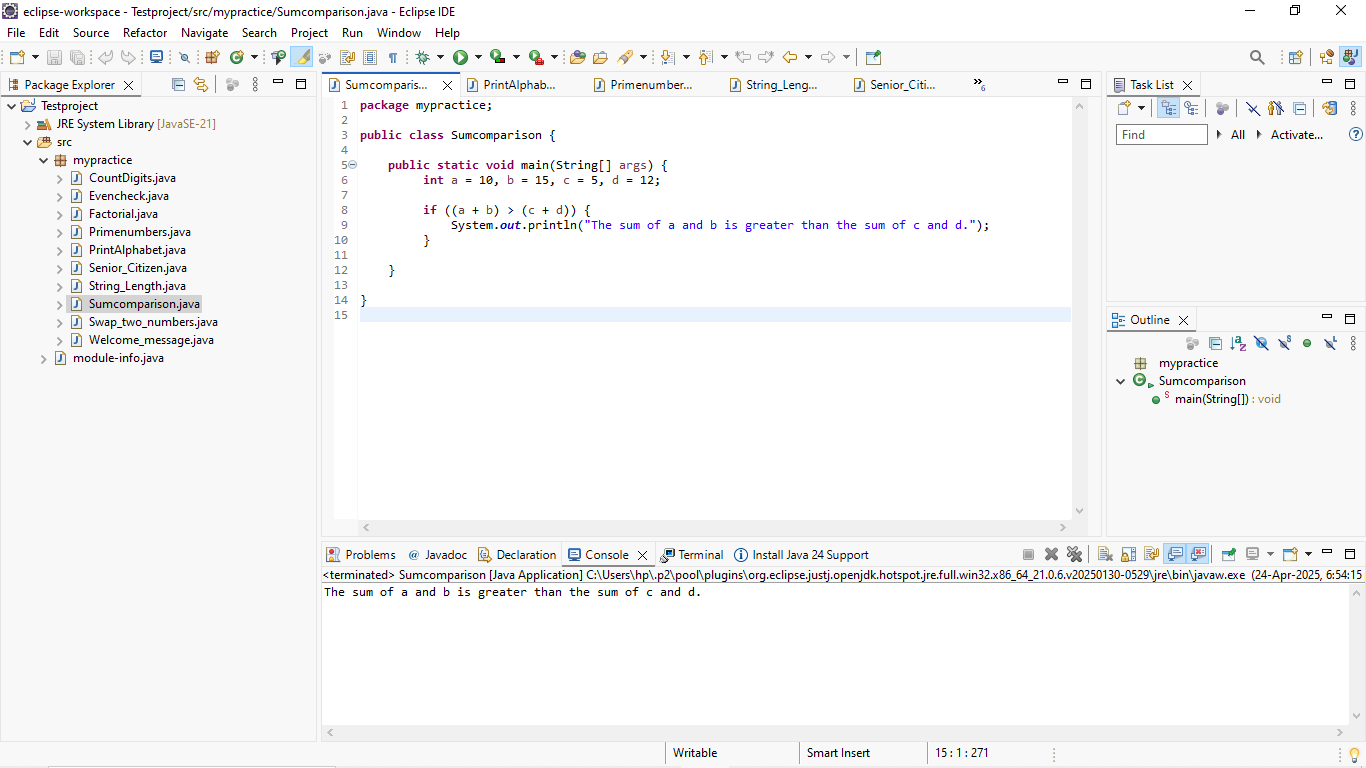 eclipse-workspace - Testproject/src/mypractice/Sumcomparison.java - Eclipse IDE
File Edit Source Refactor Navigate Search Project Run Window Help
Package Explorer
Testproject
JRE System Library [JavaSE-21]
src
mypractice
CountDigits.java
Evencheck.java
Factorial.java
Primenumbers.java
PrintAlphabet.java
Senior_Citizen.java
String_Length.java
Sumcomparison.java
Swap_two_numbers.java
Welcome_message.java
module-info.java
Sumcomparis... PrintAlphab... Primenumber... String_Leng... Senior_Citi... »6
1 package mypractice;
2
3 public class Sumcomparison {
4
5 public static void main(String[] args) {
6 int a = 10, b = 15, c = 5, d = 12;
7
8 if ((a + b) > (c + d)) {
9 System.out.println("The sum of a and b is greater than the sum of c and d.");
10 }
11
12 }
13
14 }
15
Task List
Find All Activate...
Outline
mypractice
Sumcomparison
main(String[]) : void
Problems @ Javadoc Declaration Console Terminal Install Java 24 Support
<terminated> Sumcomparison [Java Application] C:\Users\hp\.p2\pool\plugins\org.eclipse.justj.openjdk.hotspot.jre.full.win32.x86_64_21.0.6.v20250130-0529\jre\bin\javaw.exe (24-Apr-2025, 6:54:15
The sum of a and b is greater than the sum of c and d.
Writable Smart Insert 15 : 1 : 271